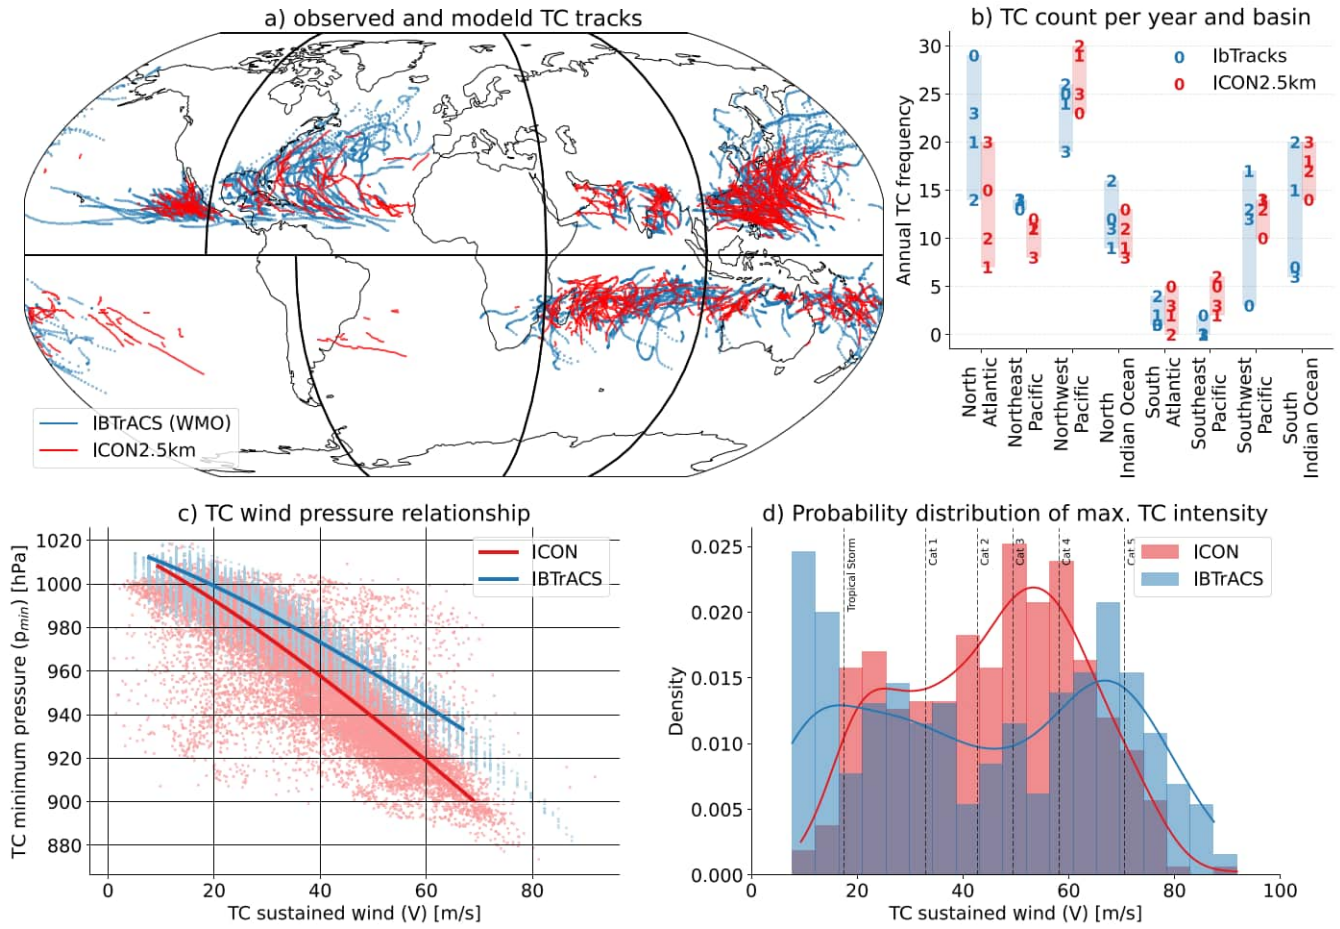 a) observed and modeld TC tracks
IBTrACS (WMO)
ICON2.5km
b) TC count per year and basin
Annual TC frequency
30
25
20
15
10
5
0
0 IbTracks
0 ICON2.5km
North
Atlantic
Northeast
Pacific
Northwest
Pacific
North
Indian Ocean
South
Atlantic
Southeast
Pacific
Southwest
Pacific
South
Indian Ocean
c) TC wind pressure relationship
TC minimum pressure (pmin) [hPa]
1020
1000
980
960
940
920
900
880
ICON
IBTrACS
0 20 40 60 80
TC sustained wind (V) [m/s]
d) Probability distribution of max. TC intensity
Density
0.025
0.020
0.015
0.010
0.005
0.000
Tropical Storm
Cat 1
Cat 2
Cat 3
Cat 4
Cat 5
ICON
IBTrACS
0 20 40 60 80 100
TC sustained wind (V) [m/s]